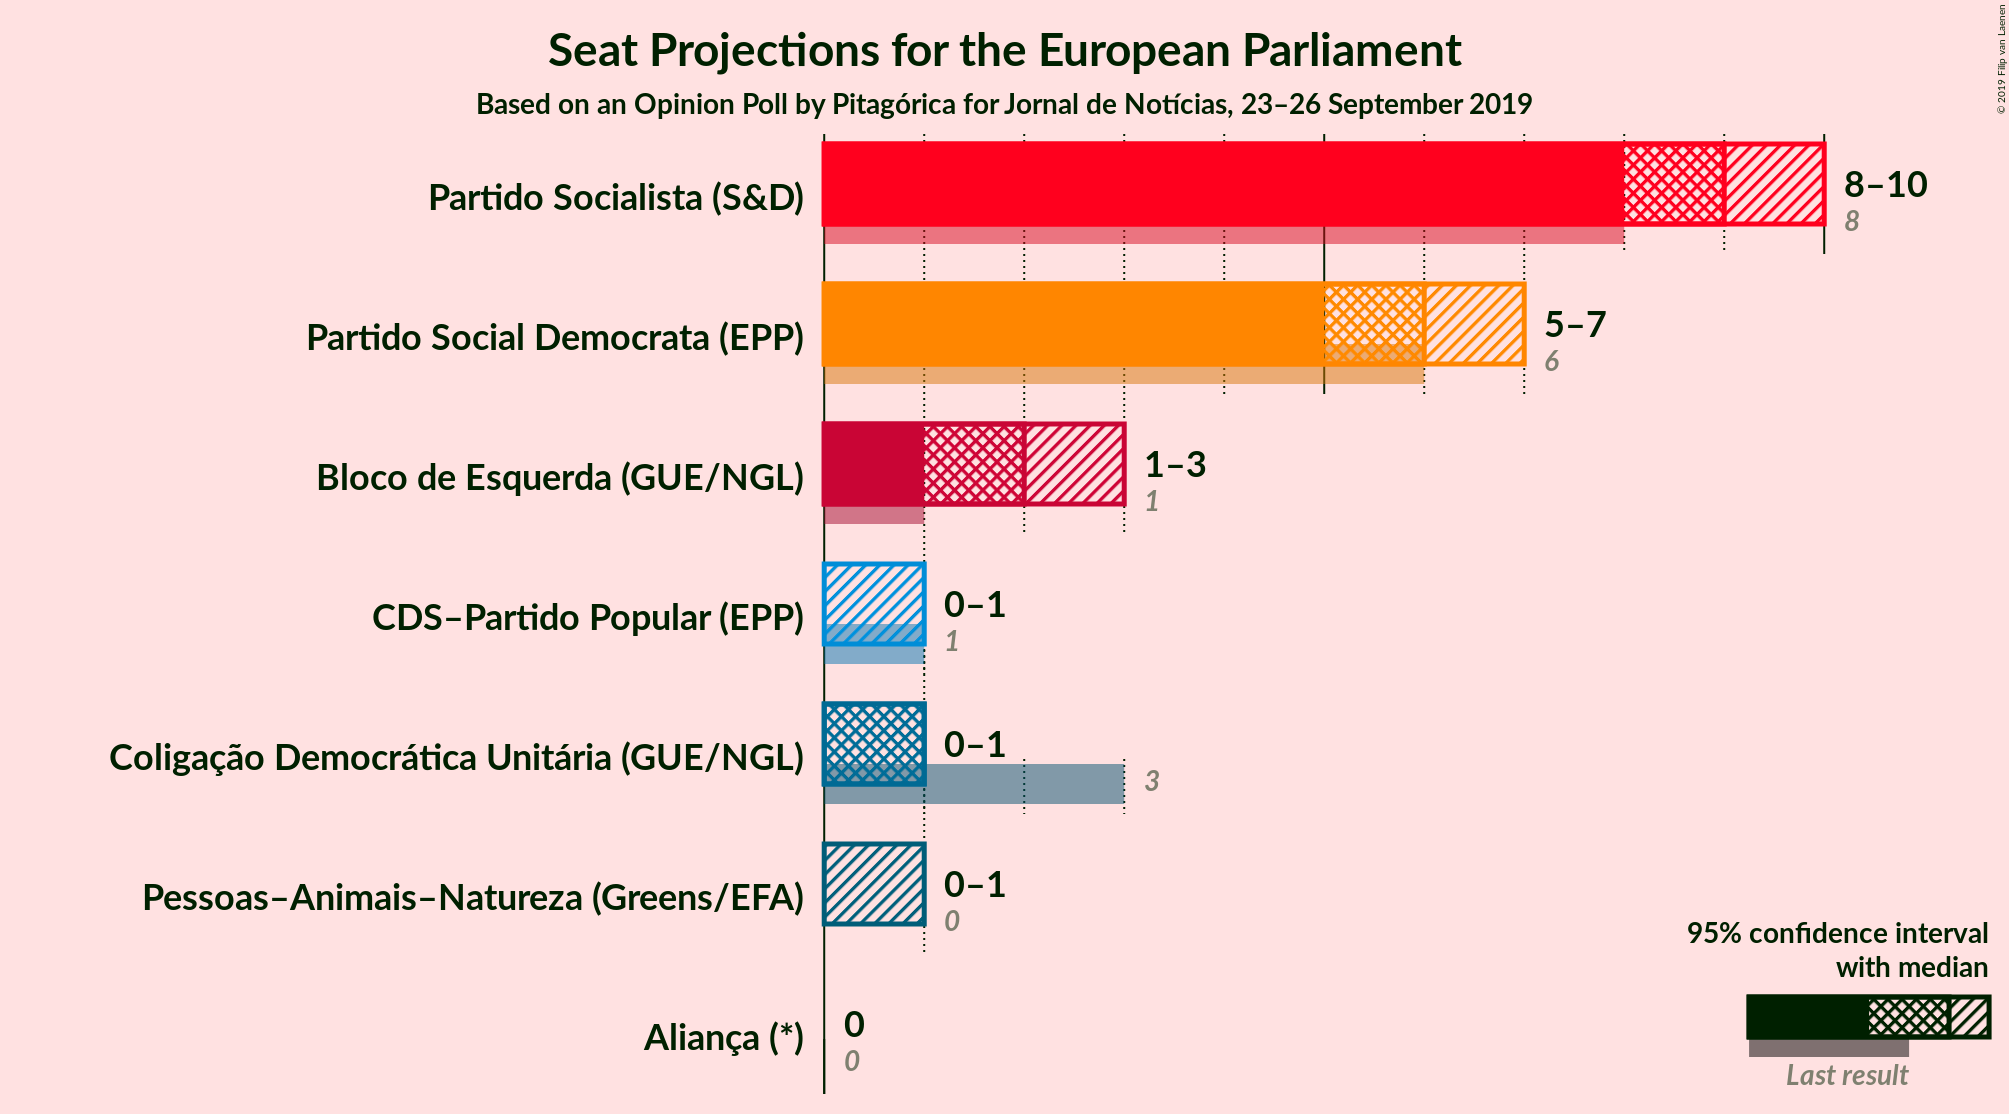 Seat Projections for the European Parliament
Based on an Opinion Poll by Pitagórica for Jornal de Notícias, 23–26 September 2019
© 2019 Filip van Laenen
Partido Socialista (S&D)
8–10
8
Partido Social Democrata (EPP)
5–7
6
Bloco de Esquerda (GUE/NGL)
1–3
1
CDS–Partido Popular (EPP)
0–1
1
Coligação Democrática Unitária (GUE/NGL)
0–1
3
Pessoas–Animais–Natureza (Greens/EFA)
0–1
0
Aliança (*)
0
0
95% confidence interval
with median
Last result